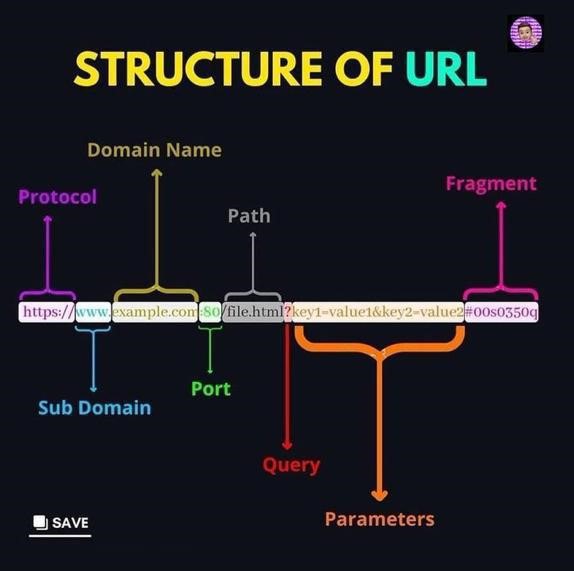 STRUCTURE OF URL
Domain Name
Protocol
Fragment
Path
https://www.example.com:80/file.html?key1=value1&key2=value2#00s0350q
Sub Domain
Port
Query
Parameters
SAVE